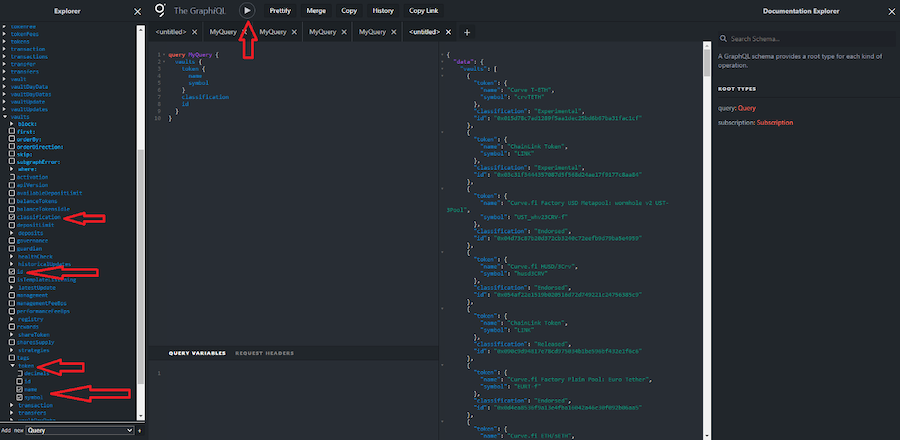 Explorer
The GraphiQL
Prettify
Merge
Copy
History
Copy Link
Documentation Explorer
<untitled>
MyQuery
MyQuery
MyQuery
MyQuery
<untitled>
tokenFees
tokens
transaction
transactions
transfer
transfers
vault
vaultDayData
vaultDayDatas
vaultUpdate
vaultUpdates
vaults
block:
first:
orderBy:
orderDirection:
skip:
subgraphError:
where:
activation
apiVersion
availableDepositLimit
balanceTokens
balanceTokensIdle
classification
depositLimit
deposits
governance
guardian
healthCheck
historicalUpdates
id
isTemplateListening
latestUpdate
management
managementFeeBps
performanceFeeBps
registry
rewards
shareToken
sharesSupply
strategies
tags
token
decimals
id
name
symbol
transaction
transfers
Add new
Query
1 query MyQuery {
2 vaults {
3 token {
4 name
5 symbol
6 }
7 classification
8 id
9 }
10 }
QUERY VARIABLES
REQUEST HEADERS
1
{
"data": {
"vaults": [
{
"token": {
"name": "Curve T-ETH",
"symbol": "crvTETH"
},
"classification": "Experimental",
"id":
},
{
"token": {
"name": "ChainLink Token",
"symbol": "LINK"
},
"classification": "Experimental",
"id":
},
{
"token": {
"name": "Curve.fi Factory USD Metapool: wormhole v2 UST-
3Pool",
"symbol": "UST_whv23CRV-f"
},
"classification": "Endorsed",
"id":
},
{
"token": {
"name": "Curve.fi MUSD/3Crv",
"symbol": "musd3CRV"
},
"classification": "Endorsed",
"id":
},
{
"token": {
"name": "ChainLink Token",
"symbol": "LINK"
},
"classification": "Released",
"id":
},
{
"token": {
"name": "Curve.fi Factory Plain Pool: Euro Tether",
"symbol": "EURT-f"
},
"classification": "Endorsed",
"id":
},
{
"token": {
"name": "Curve.fi ETH/sETH",
Search Schema...
A GraphQL schema provides a root type for each kind of
operation.
ROOT TYPES
query: Query
subscription: Subscription